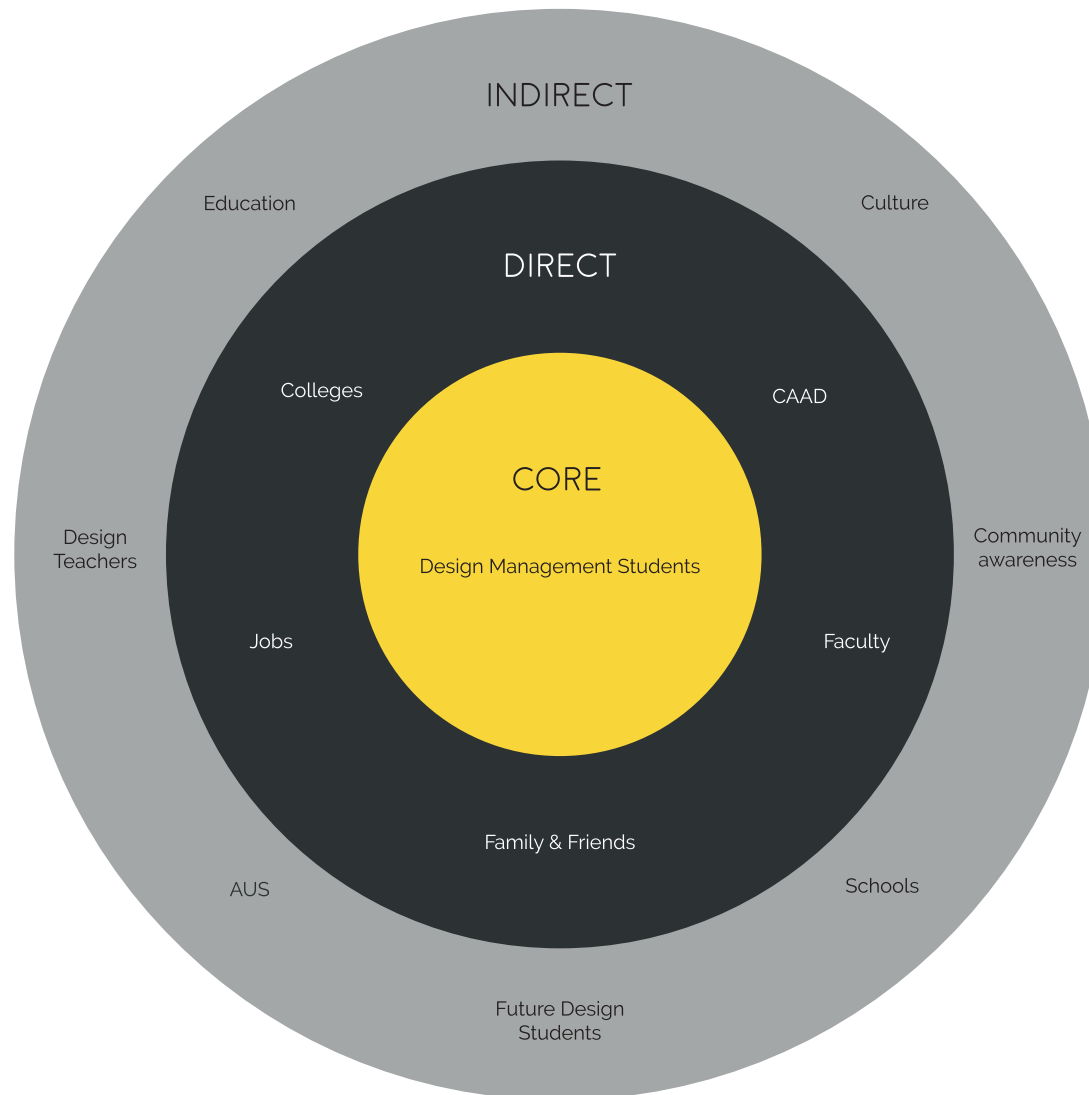 INDIRECT
Education
Culture
DIRECT
Colleges
CAAD
CORE
Design Management Students
Design
Teachers
Community
awareness
Jobs
Faculty
Family & Friends
AUS
Schools
Future Design
Students